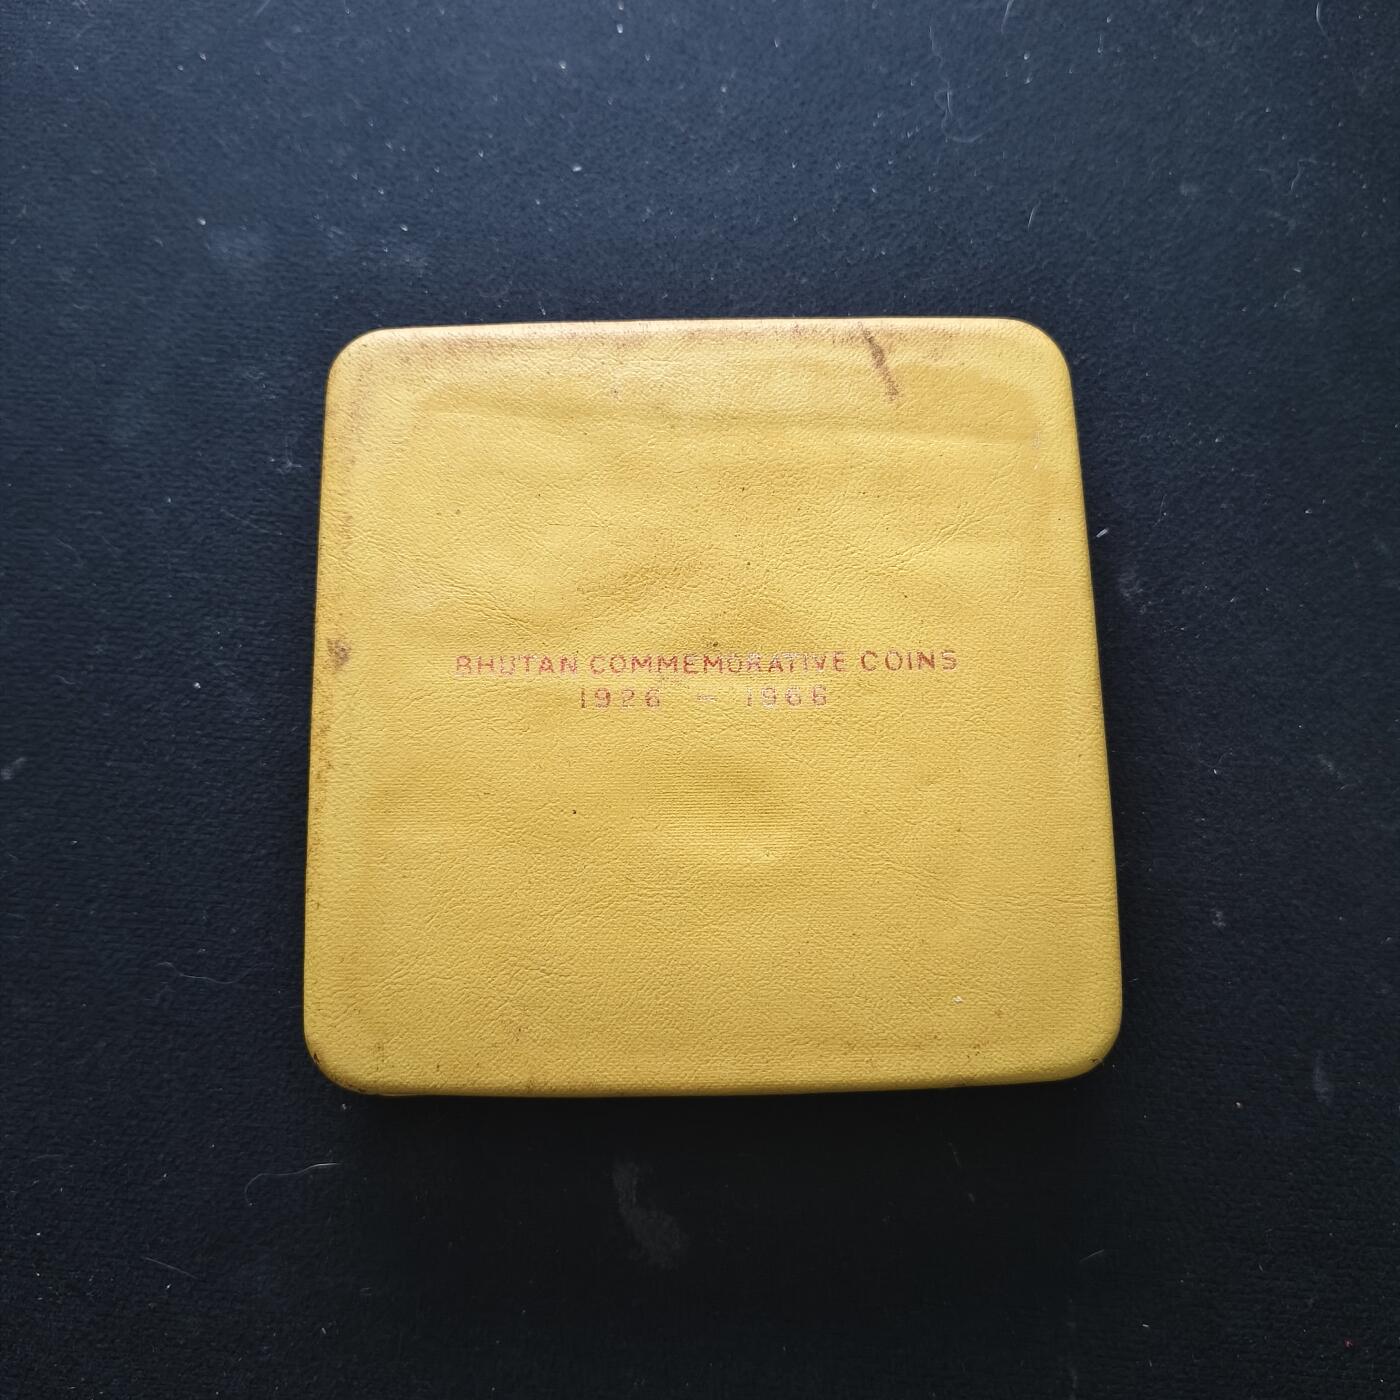 BHUTAN COMMEMORATIVE COINS
1926 - 1966